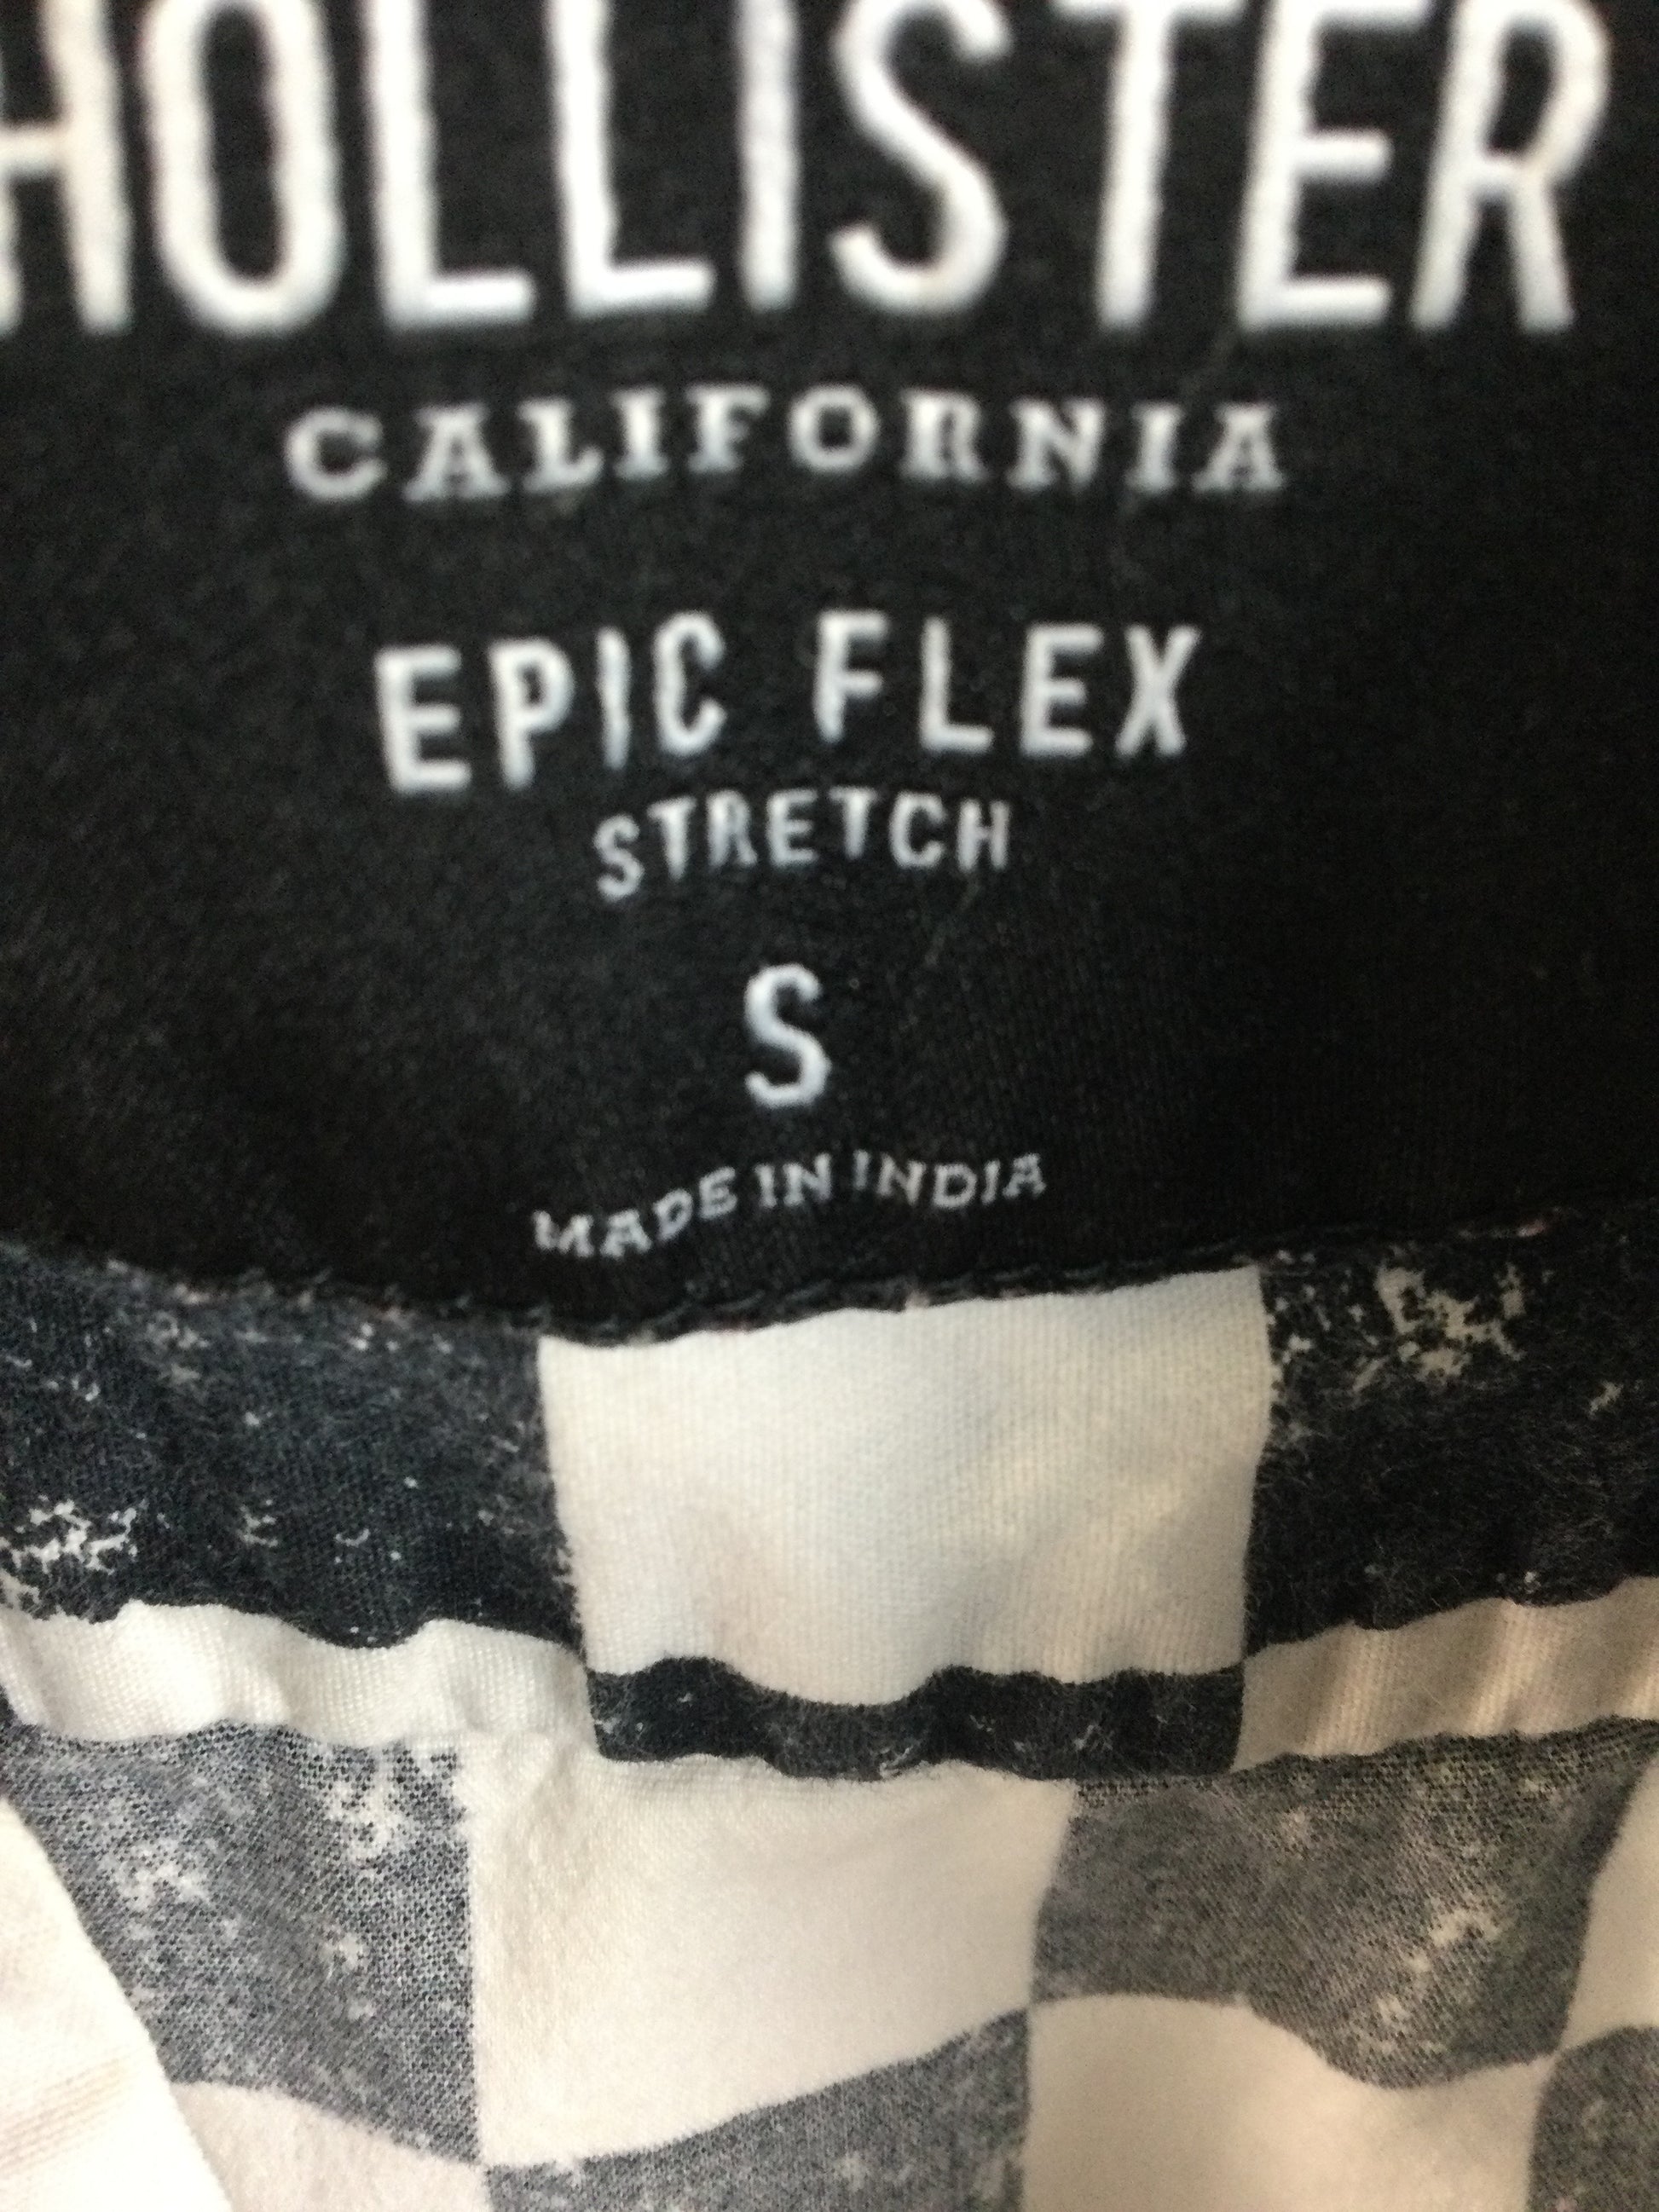 HOLLISTER
CALIFORNIA
EPIC FLEX
STRETCH
S
MADE IN INDIA